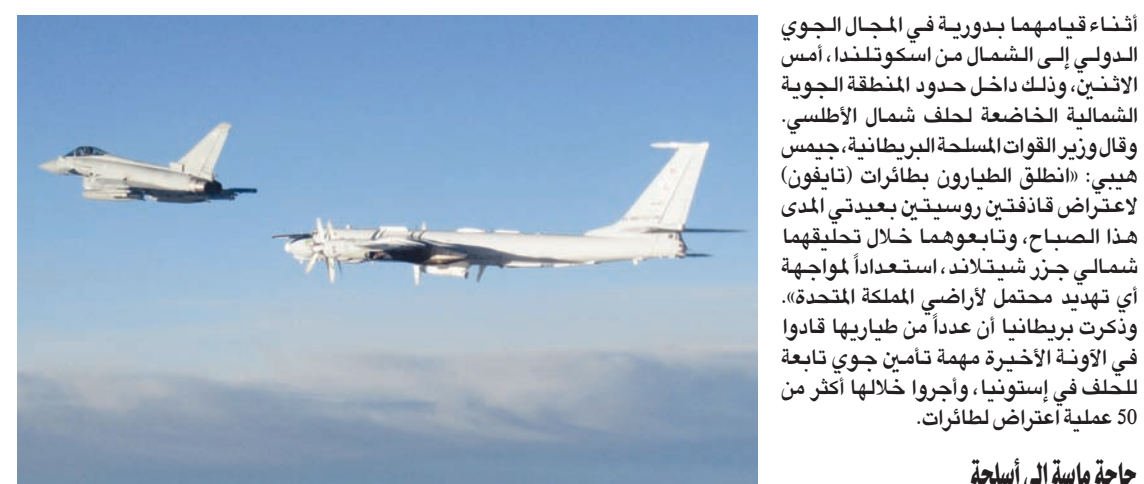 أثناء قيامهما بدورية في المجال الجوي
الدولي إلى الشمال من اسكوتلندا، أمس
الاثنين، وذلك داخل حدود المنطقة الجوية
الشمالية الخاضعة لحلف شمال الأطلسي.
وقال وزير القوات المسلحة البريطانية، جيمس
هيبي: «انطلق الطيارون بطائرات (تايفون)
لاعتراض قاذفتين روسيتين بعيدتي المدى
هذا الصباح، وتابعوهما خلال تحليقهما
شمالي جزر شيتلاند، استعداداً لمواجهة
أي تهديد محتمل لأراضي المملكة المتحدة».
وذكرت بريطانيا أن عدداً من طياريها قادوا
في الآونة الأخيرة مهمة تأمين جوي تابعة
للحلف في إستونيا، وأجروا خلالها أكثر من
50 عملية اعتراض لطائرات.
حاجة ماسة إلى أسلحة